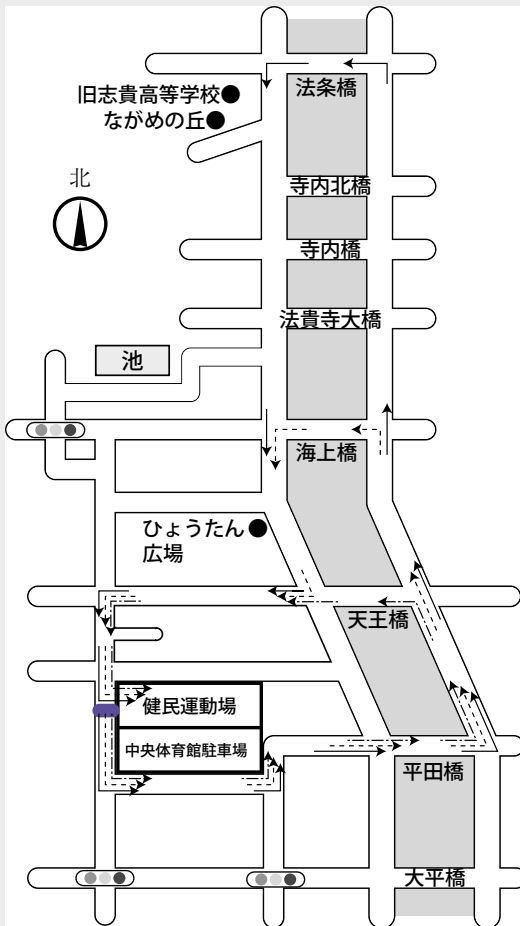 法条橋
旧志貴高等学校●
ながめの丘●
北
寺内北橋
寺内橋
法貴寺大橋
池
海上橋
ひょうたん●
広場
天王橋
健民運動場
中央体育館駐車場
平田橋
大平橋